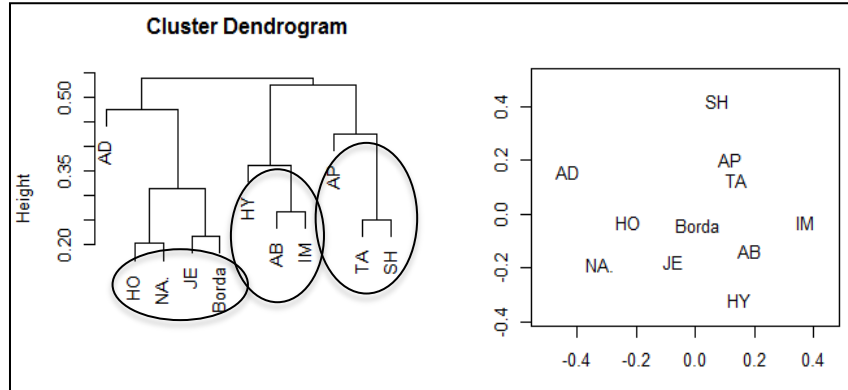 Cluster Dendrogram
Height
0.50
0.35
0.20
AD
HO
NA.
JE
Borda
HY
AB
IM
AP
TA
SH
0.4
0.2
0.0
-0.2
-0.4
SH
AP
TA
AD
HO
Borda
IM
NA.
JE
AB
HY
-0.4
-0.2
0.0
0.2
0.4